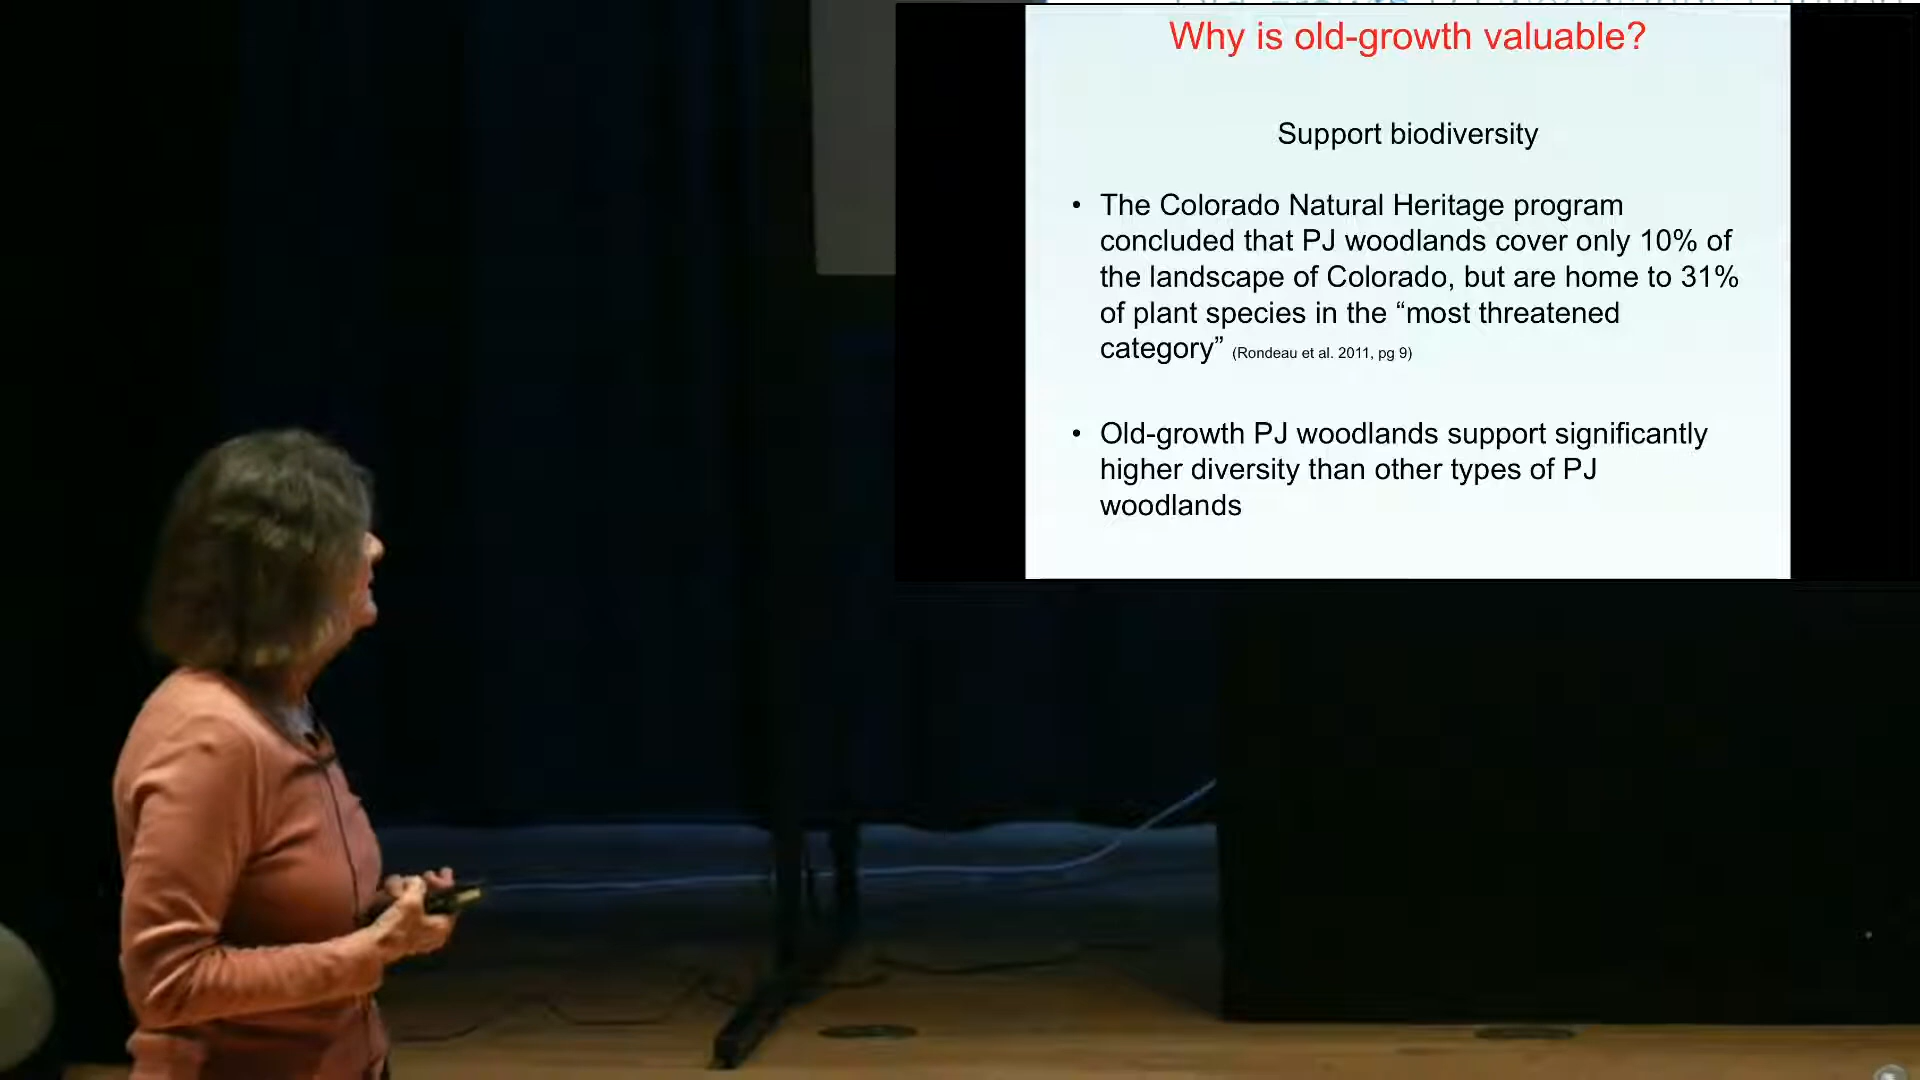 Why is old-growth valuable?
Support biodiversity
• The Colorado Natural Heritage program
concluded that PJ woodlands cover only 10% of
the landscape of Colorado, but are home to 31%
of plant species in the “most threatened
category” (Rondeau et al. 2011, pg 9)
• Old-growth PJ woodlands support significantly
higher diversity than other types of PJ
woodlands